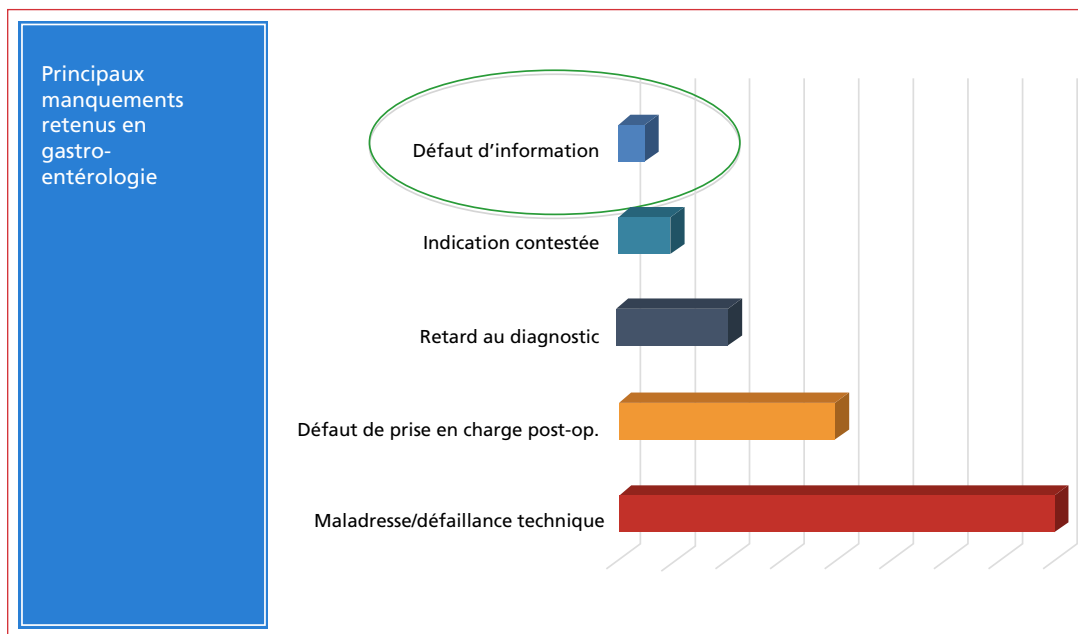 Principaux
manquements
retenus en
gastro-
entérologie
Défaut d’information
Indication contestée
Retard au diagnostic
Défaut de prise en charge post-op.
Maladresse/défaillance technique